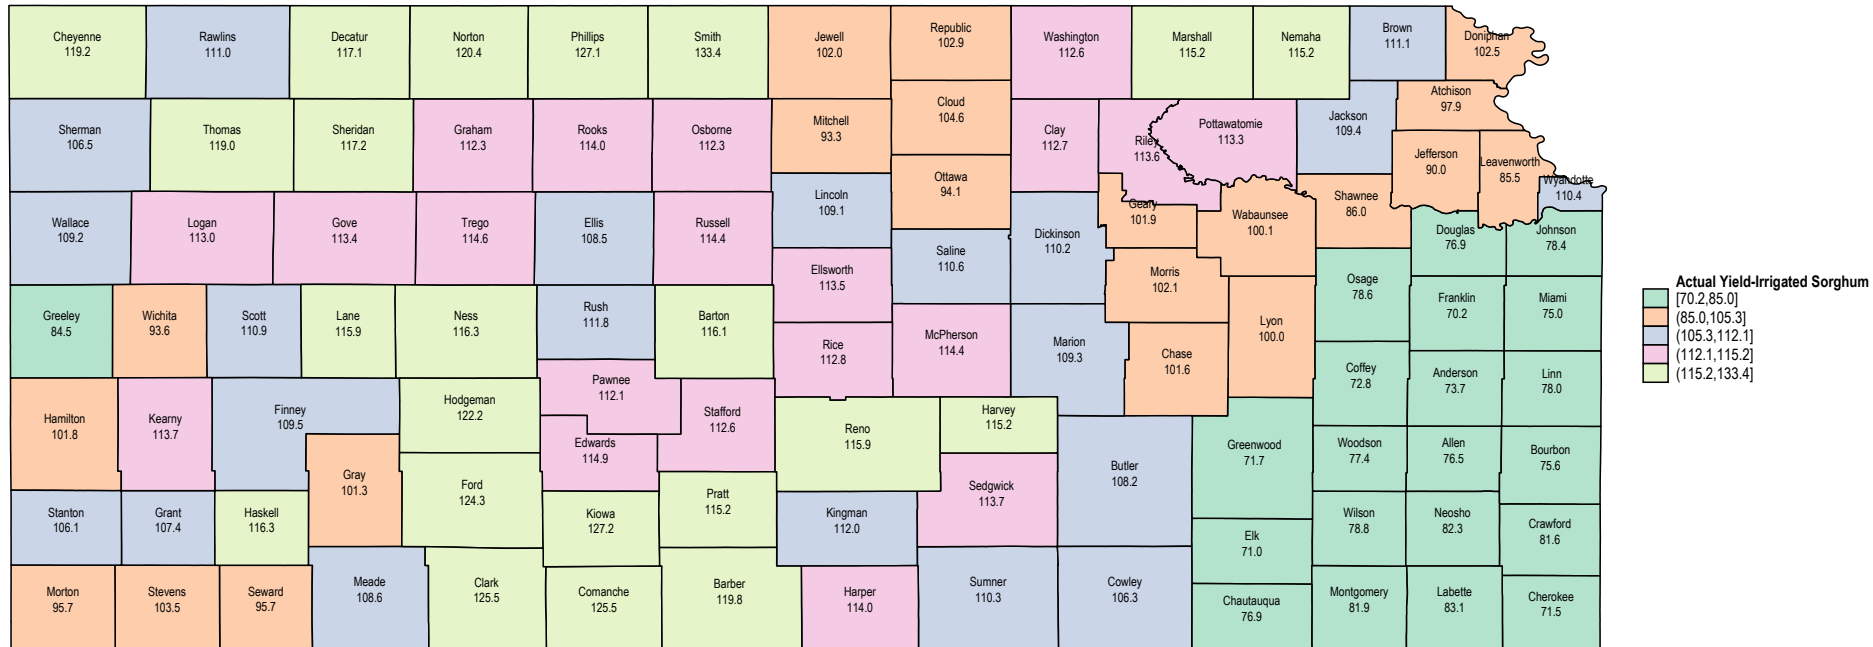 Cheyenne
119.2
Rawlins
111.0
Decatur
117.1
Norton
120.4
Phillips
127.1
Smith
133.4
Jewell
102.0
Republic
102.9
Washington
112.6
Marshall
115.2
Nemaha
115.2
Brown
111.1
Doniphan
102.5
Sherman
106.5
Thomas
119.0
Sheridan
117.2
Graham
112.3
Rooks
114.0
Osborne
112.3
Mitchell
93.3
Cloud
104.6
Clay
112.7
Riley
113.6
Pottawatomie
113.3
Jackson
109.4
Atchison
97.9
Jefferson
90.0
Leavenworth
85.5
Wyandotte
110.4
Wallace
109.2
Logan
113.0
Gove
113.4
Trego
114.6
Ellis
108.5
Russell
114.4
Lincoln
109.1
Ottawa
94.1
Saline
110.6
Dickinson
110.2
Geary
101.9
Wabaunsee
100.1
Shawnee
86.0
Douglas
76.9
Johnson
78.4
Ellsworth
113.5
Morris
102.1
Osage
78.6
Franklin
70.2
Miami
75.0
Greeley
84.5
Wichita
93.6
Scott
110.9
Lane
115.9
Ness
116.3
Rush
111.8
Barton
116.1
Rice
112.8
McPherson
114.4
Marion
109.3
Chase
101.6
Lyon
100.0
Coffey
72.8
Anderson
73.7
Linn
78.0
Hamilton
101.8
Kearny
113.7
Finney
109.5
Hodgeman
122.2
Pawnee
112.1
Stafford
112.6
Edwards
114.9
Gray
101.3
Ford
124.3
Reno
115.9
Harvey
115.2
Sedgwick
113.7
Butler
108.2
Greenwood
71.7
Woodson
77.4
Allen
76.5
Bourbon
75.6
Stanton
106.1
Grant
107.4
Haskell
116.3
Kiowa
127.2
Pratt
115.2
Kingman
112.0
Elk
71.0
Wilson
78.8
Neosho
82.3
Crawford
81.6
Morton
95.7
Stevens
103.5
Seward
95.7
Meade
108.6
Clark
125.5
Comanche
125.5
Barber
119.8
Harper
114.0
Sumner
110.3
Cowley
106.3
Chautauqua
76.9
Montgomery
81.9
Labette
83.1
Cherokee
71.5
Actual Yield-Irrigated Sorghum
[70.2,85.0]
(85.0,105.3]
(105.3,112.1]
(112.1,115.2]
(115.2,133.4]